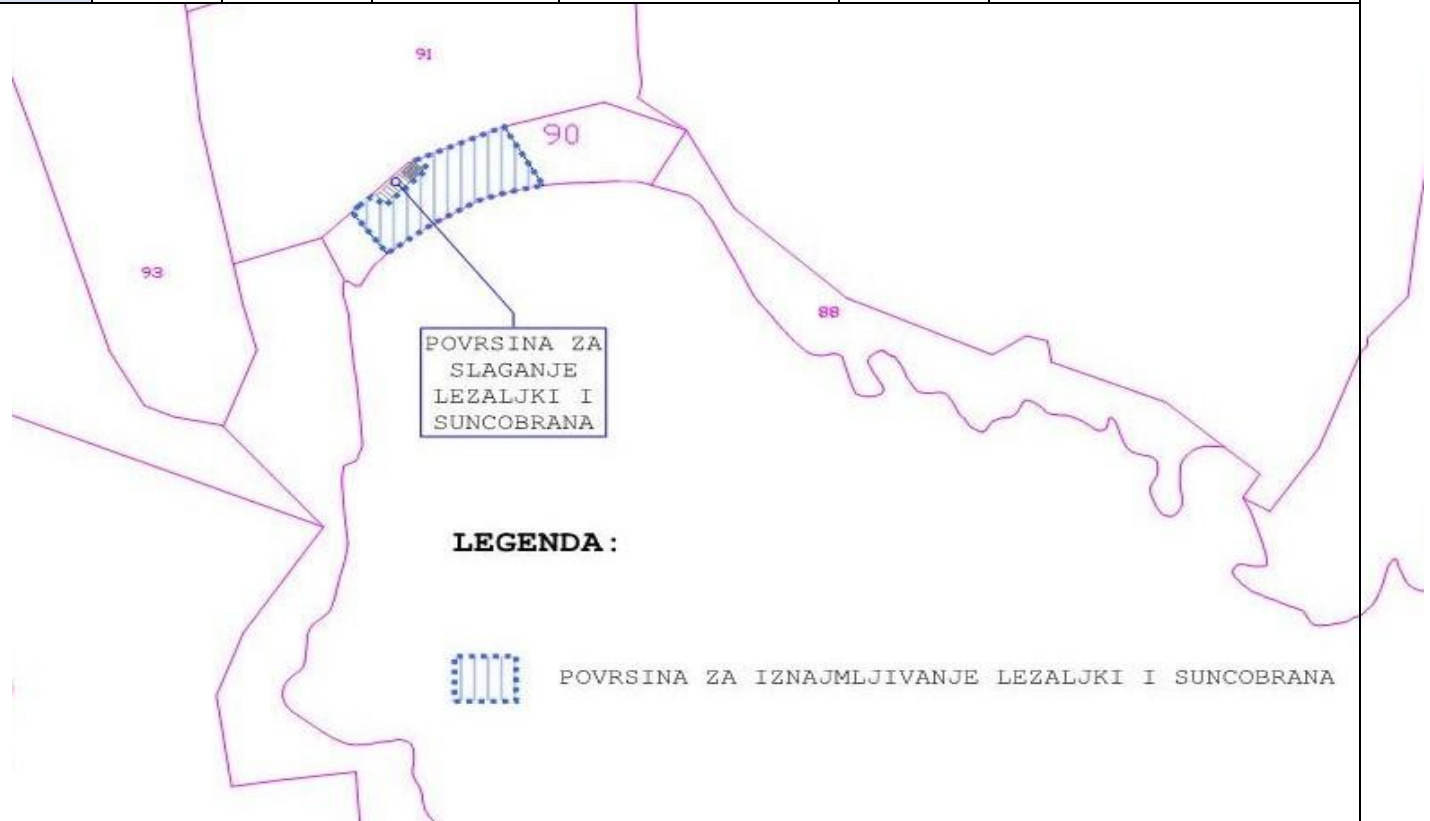 91
90
93
88
POVRSINA ZA
SLAGANJE
LEZALJKI I
SUNCOBRANA
LEGENDA:
POVRSINA ZA IZNAJMLJIVANJE LEZALJKI I SUNCOBRANA